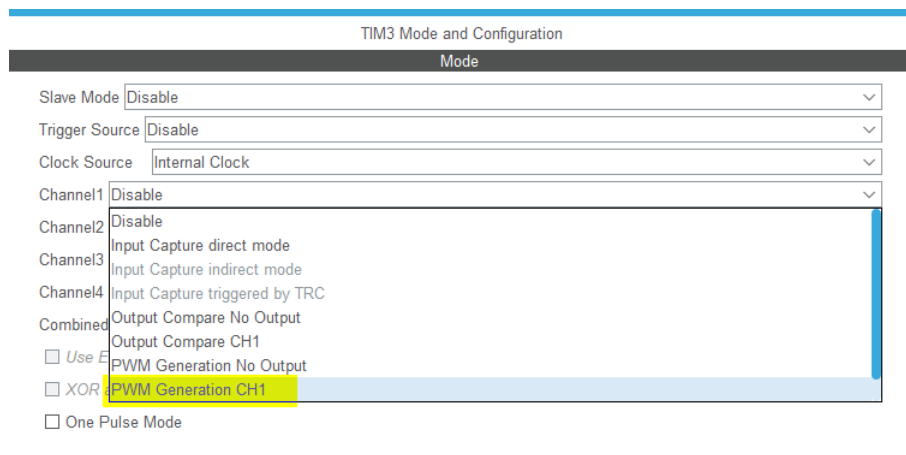 TIM3 Mode and Configuration
Mode
Slave Mode Disable
Trigger Source Disable
Clock Source Internal Clock
Channel1 Disable
Channel2 Disable
Input Capture direct mode
Channel3
Input Capture indirect mode
Channel4 Input Capture triggered by TRC
Combined Output Compare No Output
Output Compare CH1
Use E
PWM Generation No Output
XOR PWM Generation CH1
One Pulse Mode